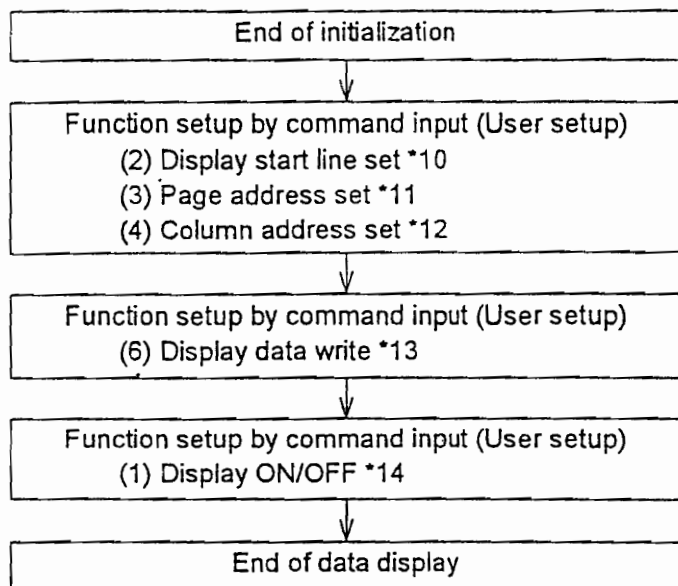 End of initialization
Function setup by command input (User setup)
(2) Display start line set *10
(3) Page address set *11
(4) Column address set *12
Function setup by command input (User setup)
(6) Display data write *13
Function setup by command input (User setup)
(1) Display ON/OFF *14
End of data display